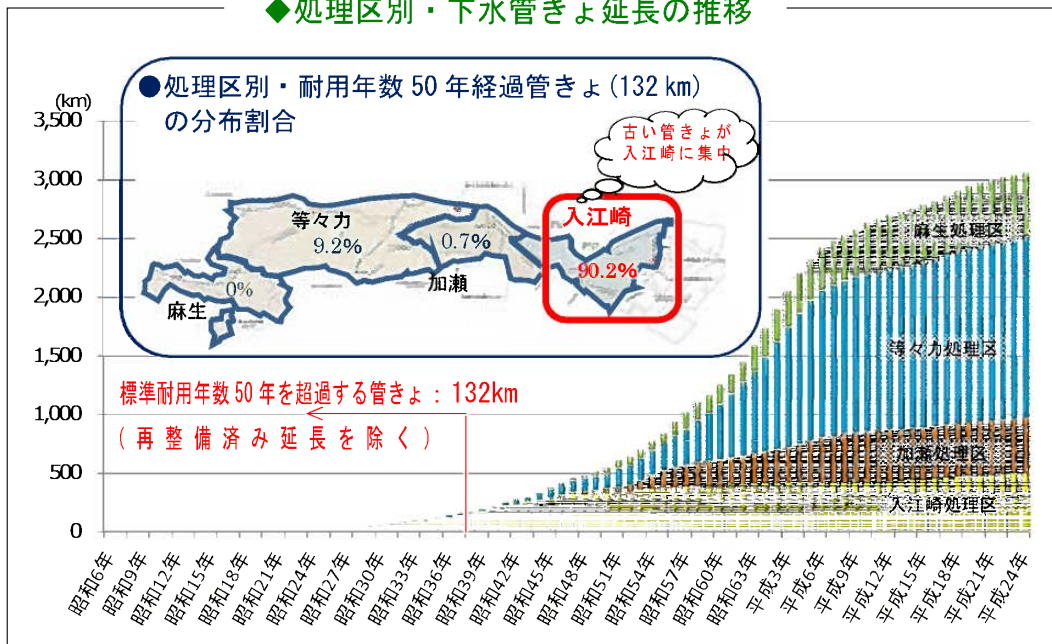 ◆処理区別・下水管きょ延長の推移
●処理区別・耐用年数50年経過管きょ(132km)
の分布割合
古い管きょが
入江崎に集中
等々力
9.2%
0.7%
加瀬
入江崎
90.2%
0%
麻生
標準耐用年数50年を超過する管きょ：132km
(再整備済み延長を除く)
(km)
3,500
3,000
2,500
2,000
1,500
1,000
500
0
麻生処理区
等々力処理区
加瀬処理区
入江崎処理区
昭和6年
昭和9年
昭和12年
昭和15年
昭和18年
昭和21年
昭和24年
昭和27年
昭和30年
昭和33年
昭和36年
昭和39年
昭和42年
昭和45年
昭和48年
昭和51年
昭和54年
昭和57年
昭和60年
昭和63年
平成3年
平成6年
平成9年
平成12年
平成15年
平成18年
平成21年
平成24年